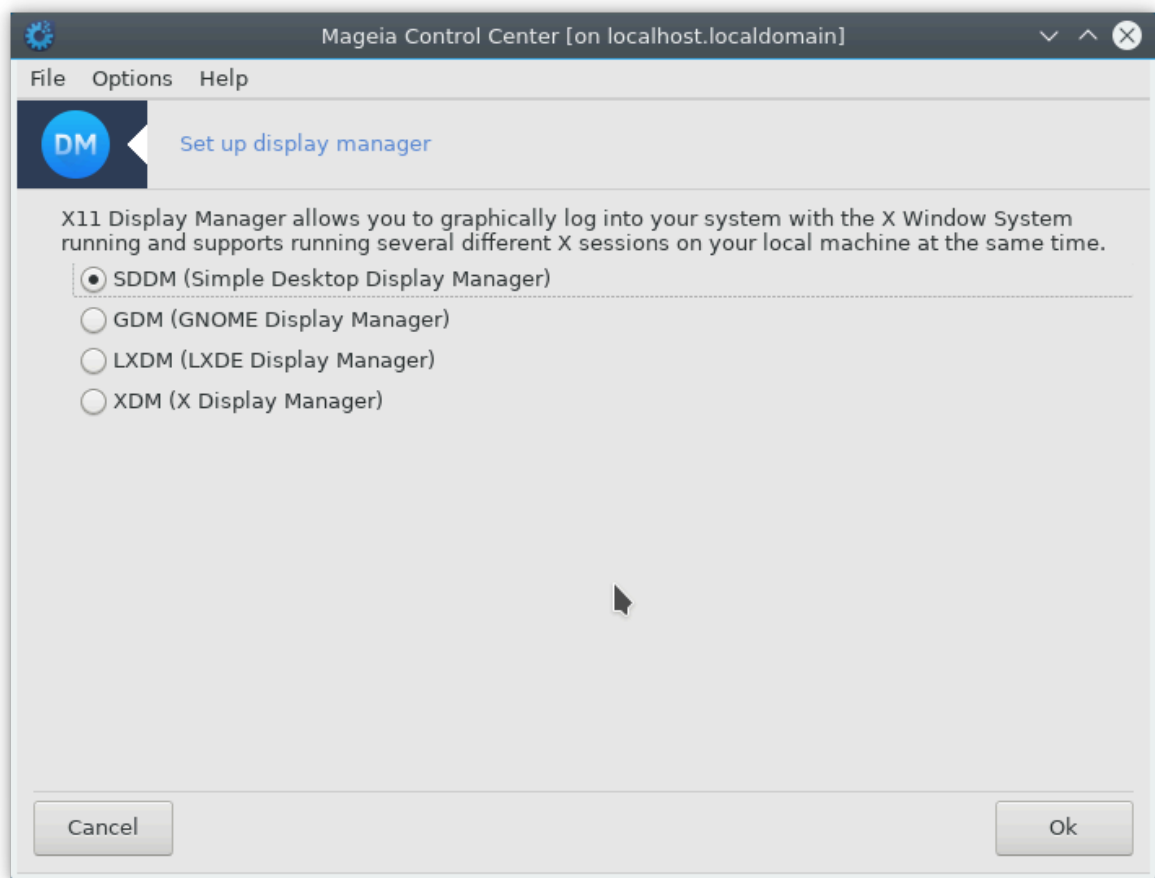 Mageia Control Center [on localhost.localdomain]
File Options Help
DM
Set up display manager
X11 Display Manager allows you to graphically log into your system with the X Window System
running and supports running several different X sessions on your local machine at the same time.
SDDM (Simple Desktop Display Manager)
GDM (GNOME Display Manager)
LXDM (LXDE Display Manager)
XDM (X Display Manager)
Cancel Ok